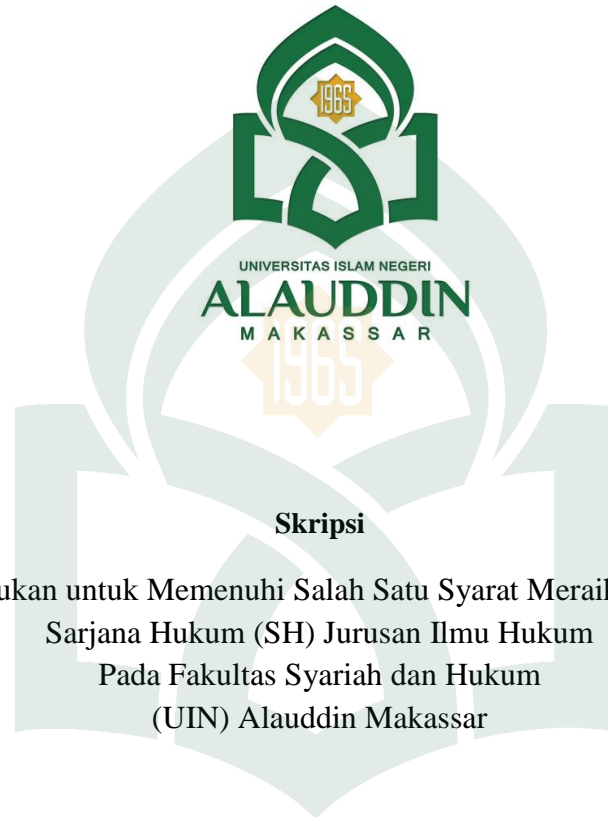 1965
UNIVERSITAS ISLAM NEGERI
ALAUDDIN
MAKASSAR
1965
Skripsi
ukan untuk Memenuhi Salah Satu Syarat Meraih
Sarjana Hukum (SH) Jurusan Ilmu Hukum
Pada Fakultas Syariah dan Hukum
(UIN) Alauddin Makassar